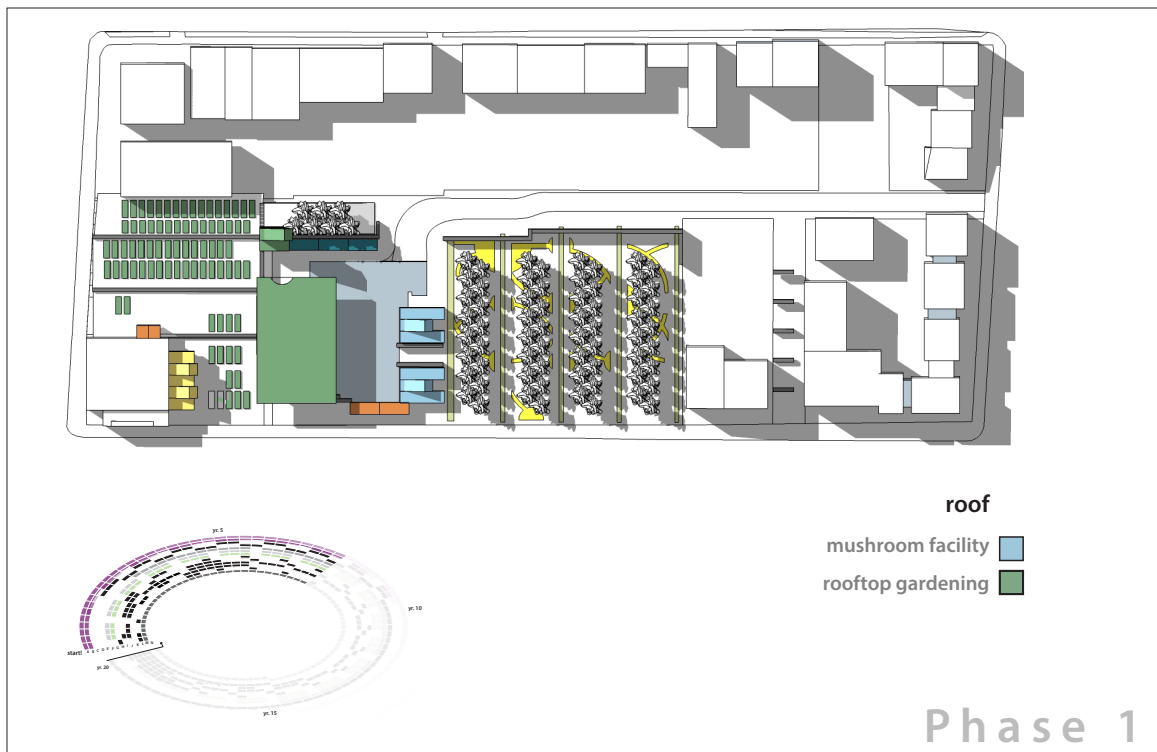 roof
mushroom facility
rooftop gardening
yr. 5
yr. 10
start!
yr. 20
yr. 15
Phase 1